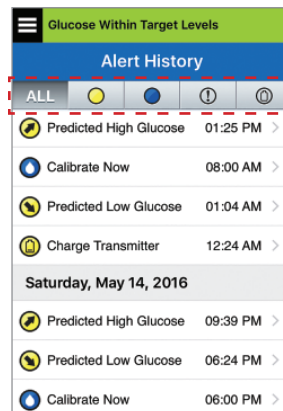 Glucose Within Target Levels
Alert History
ALL
Predicted High Glucose 01:25 PM
Calibrate Now 08:00 AM
Predicted Low Glucose 01:04 AM
Charge Transmitter 12:24 AM
Saturday, May 14, 2016
Predicted High Glucose 09:39 PM
Predicted Low Glucose 06:24 PM
Calibrate Now 06:00 PM